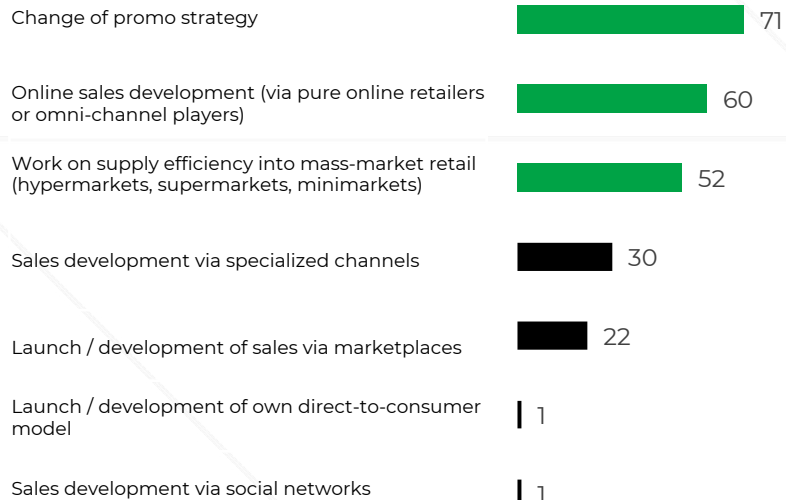 Change of promo strategy
71
Online sales development (via pure online retailers
or omni-channel players)
60
Work on supply efficiency into mass-market retail
(hypermarkets, supermarkets, minimarkets)
52
Sales development via specialized channels
30
Launch / development of sales via marketplaces
22
Launch / development of own direct-to-consumer
model
1
Sales development via social networks
1